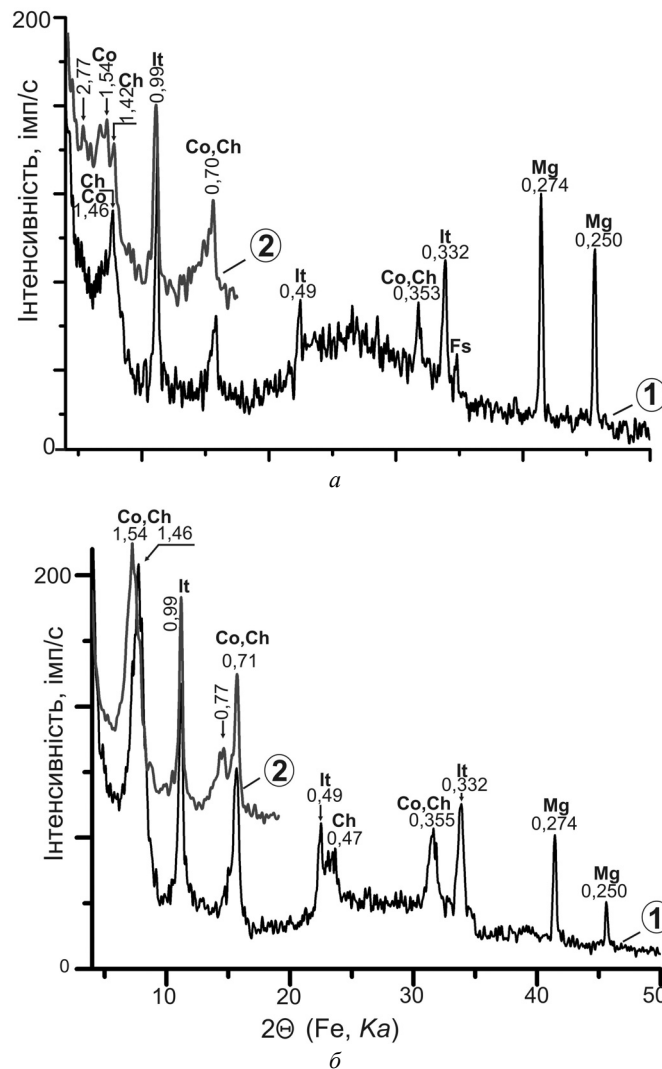 200
Co
It
2,77
1,54
Ch
1,42
0,99
Co,Ch
0,70
Ch
Co
1,46
2
Mg
0,274
Mg
0,250
It
0,332
It
0,49
Co,Ch
0,353
Fs
1
0
Інтенсивність, імп/с
а
Co,Ch
1,54 1,46
200
It
0,99
Co,Ch
0,71
0,77
2
It
0,49
Ch
0,47
It
0,332
Co,Ch
0,355
Mg
0,274
Mg
0,250
1
0
Інтенсивність, імп/с
10 20 30 40 50
2Θ (Fe, Ka)
б